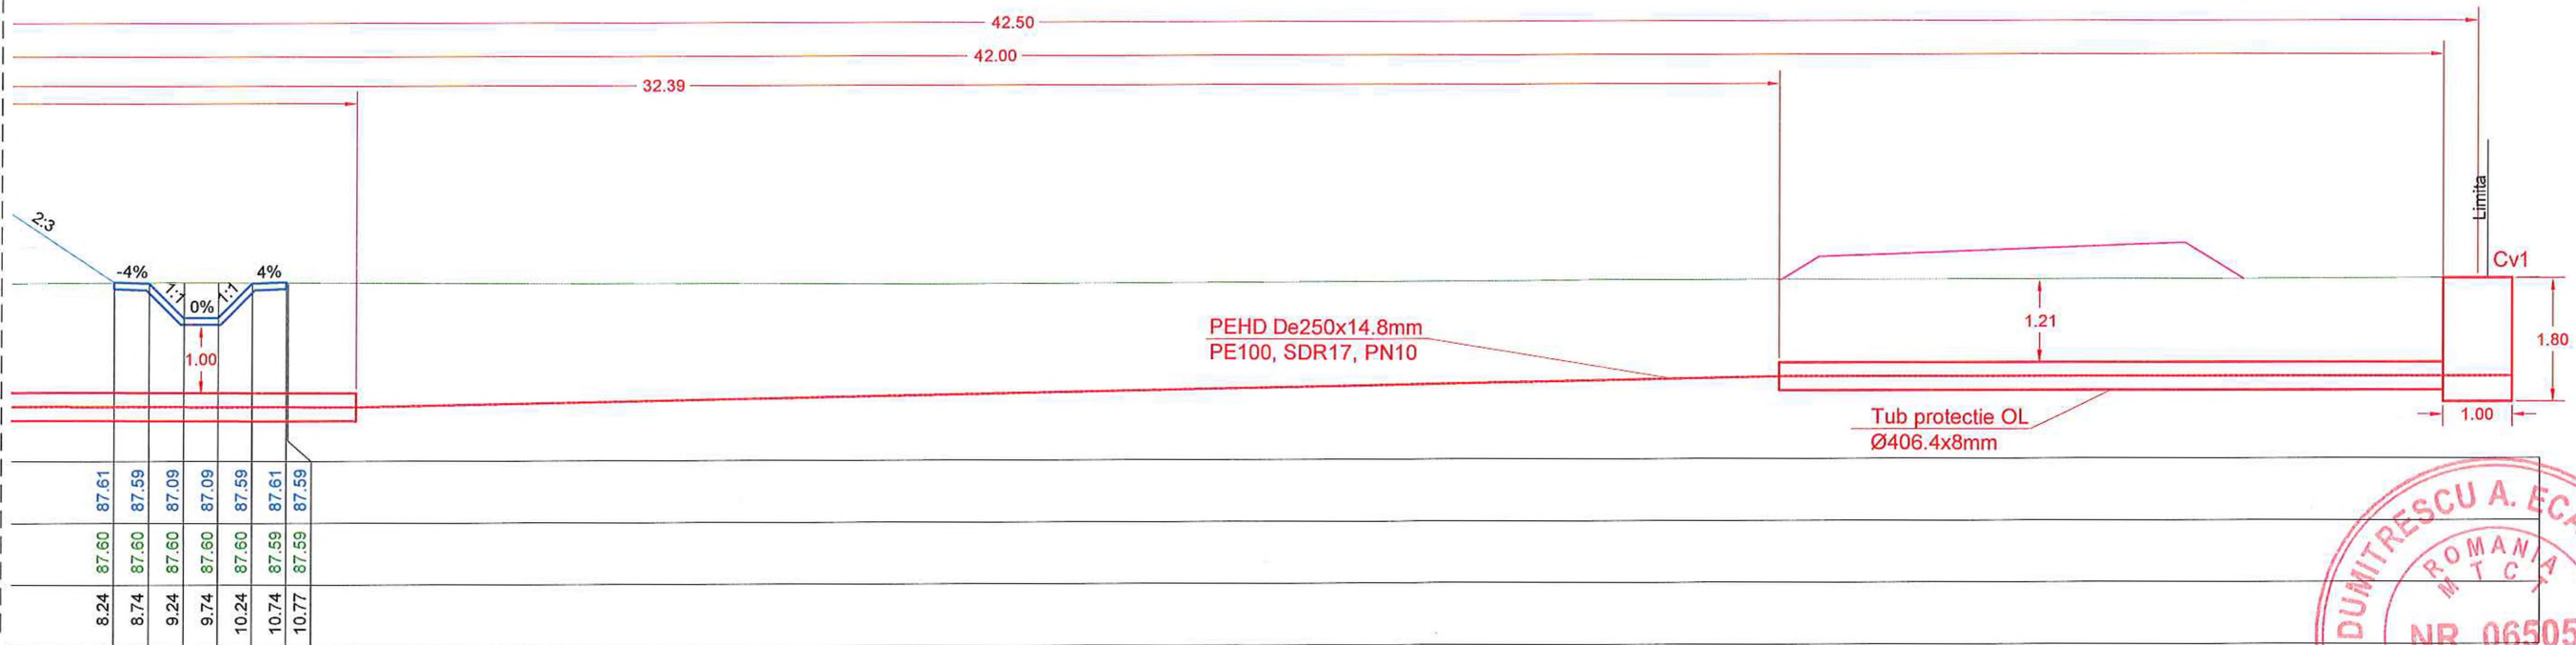 42.50
42.00
32.39
2:3
-4%
1:1
0%
1:1
4%
1.00
PEHD De250x14.8mm
PE100, SDR17, PN10
1.21
Tub protectie OL
Ø406.4x8mm
Limita
Cv1
1.80
1.00
87.61 87.59 87.09 87.09 87.59 87.61 87.59
87.60 87.60 87.60 87.60 87.60 87.59 87.59
8.24 8.74 9.24 9.74 10.24 10.74 10.77
DUMITRESCU A.
ROMANIA
M T C T
NR. 06505